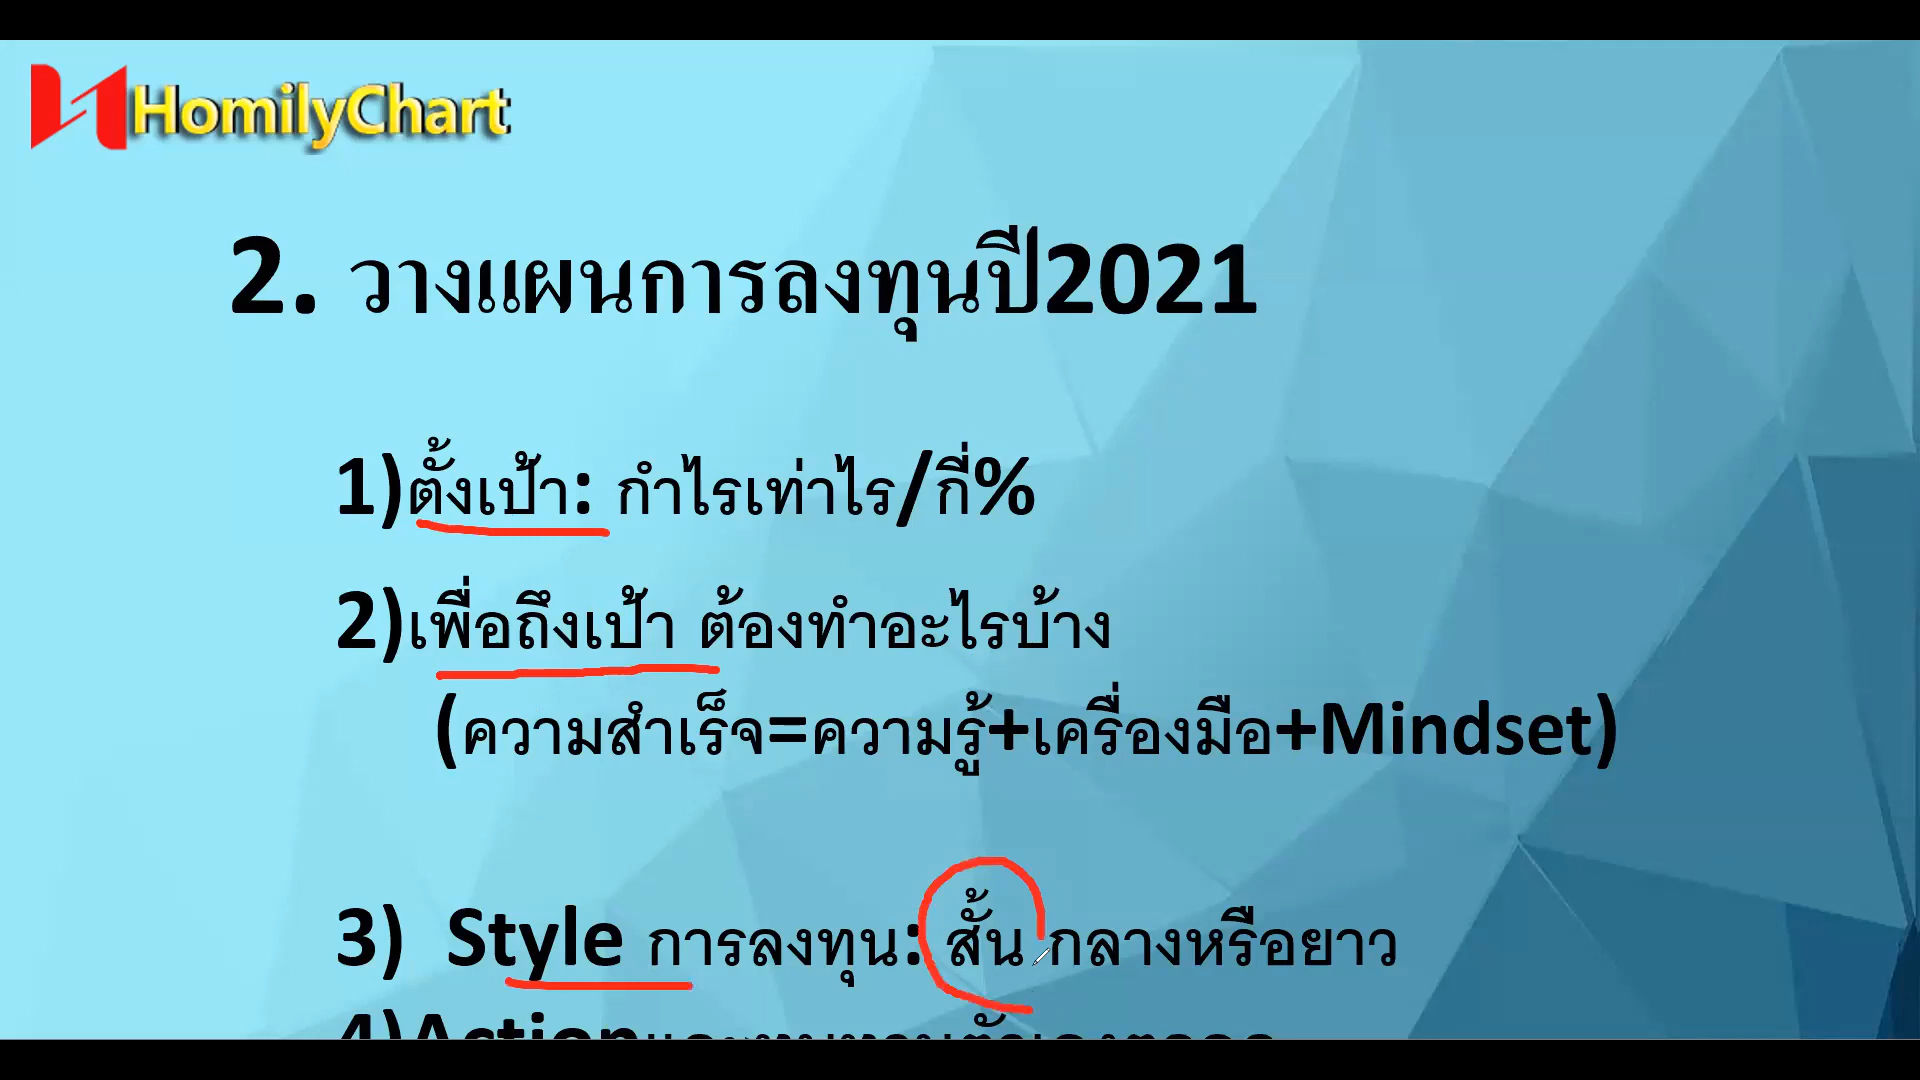 HomilyChart
2. วางแผนการลงทุนปี2021
1)ตั้งเป้า: กำไรเท่าไร/กี่%
2)เพื่อถึงเป้า ต้องทำอะไรบ้าง
(ความสำเร็จ=ความรู้+เครื่องมือ+Mindset)
3) Style การลงทุน: สั้น กลางหรือยาว
4)Action